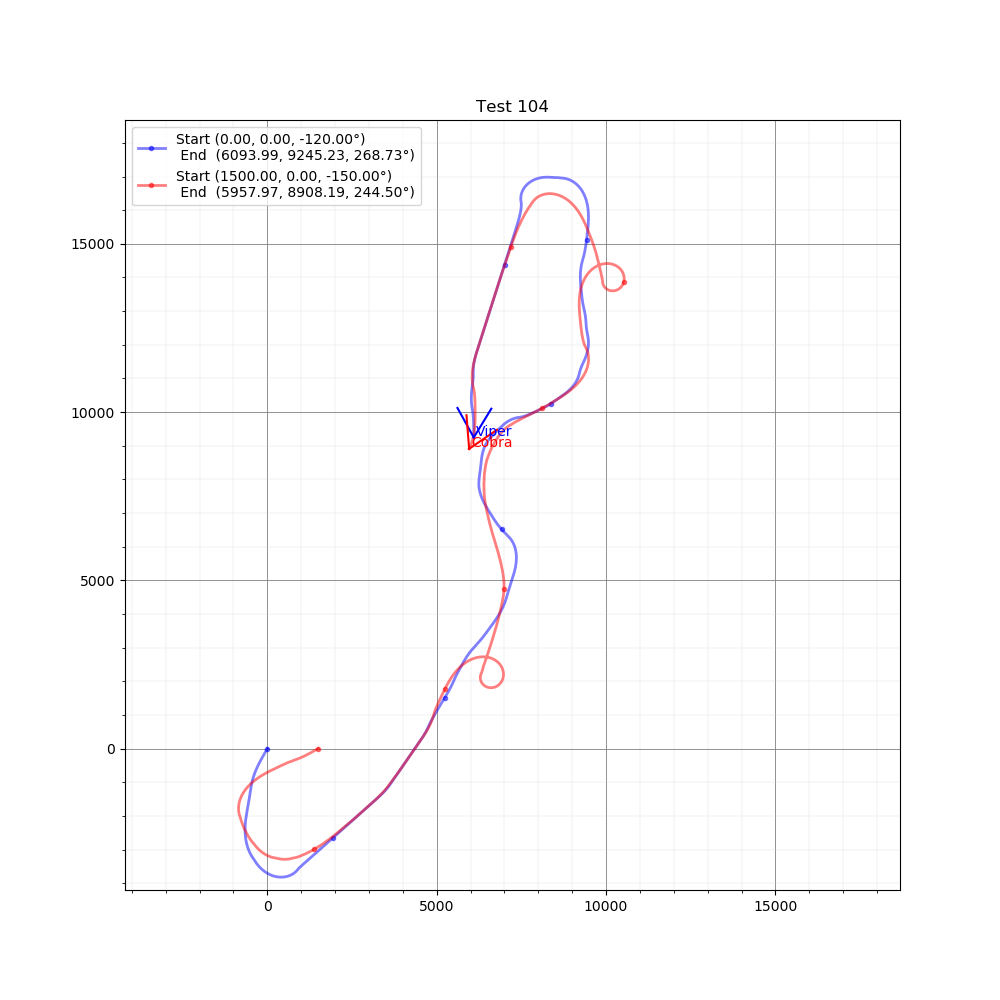 Test 104
Start (0.00, 0.00, -120.00°)
End (6093.99, 9245.23, 268.73°)
Start (1500.00, 0.00, -150.00°)
End (5957.97, 8908.19, 244.50°)
15000
10000
Viper
Cobra
5000
0
0 5000 10000 15000